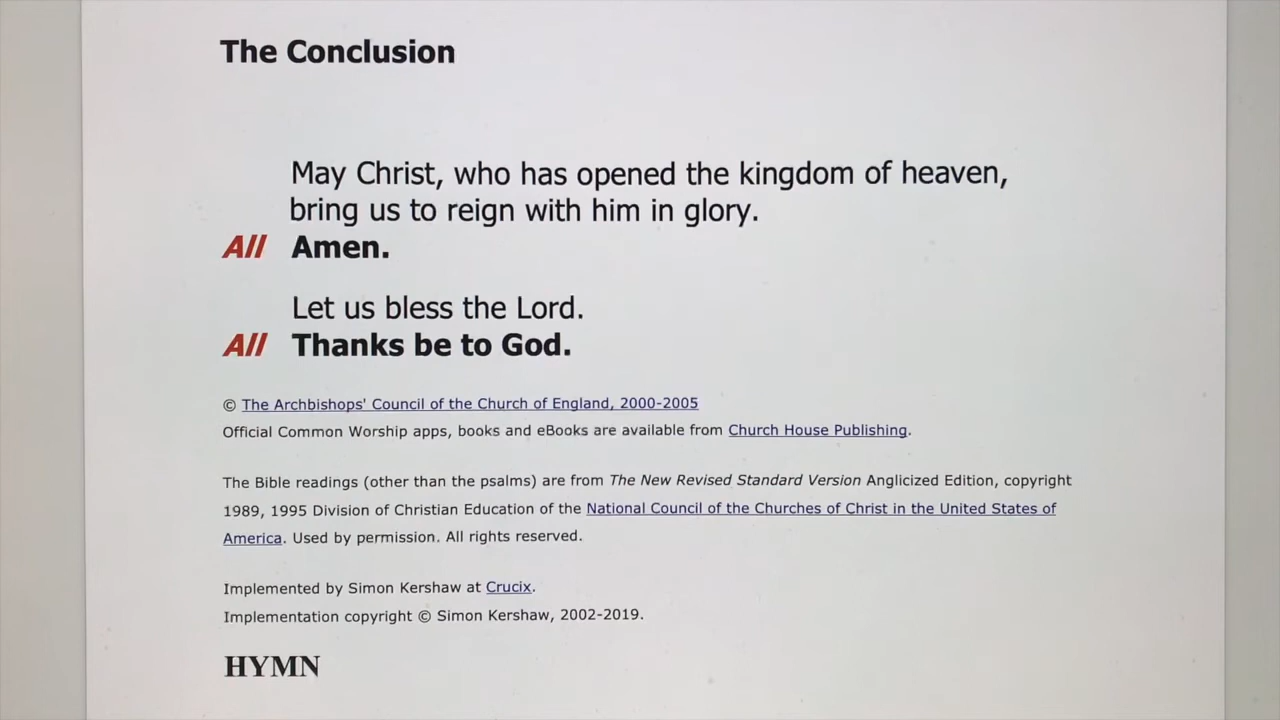 The Conclusion
May Christ, who has opened the kingdom of heaven,
bring us to reign with him in glory.
All Amen.
Let us bless the Lord.
All Thanks be to God.
© The Archbishops' Council of the Church of England, 2000-2005
Official Common Worship apps, books and eBooks are available from Church House Publishing.
The Bible readings (other than the psalms) are from The New Revised Standard Version Anglicized Edition, copyright
1989, 1995 Division of Christian Education of the National Council of the Churches of Christ in the United States of
America. Used by permission. All rights reserved.
Implemented by Simon Kershaw at Crucix.
Implementation copyright © Simon Kershaw, 2002-2019.
HYMN